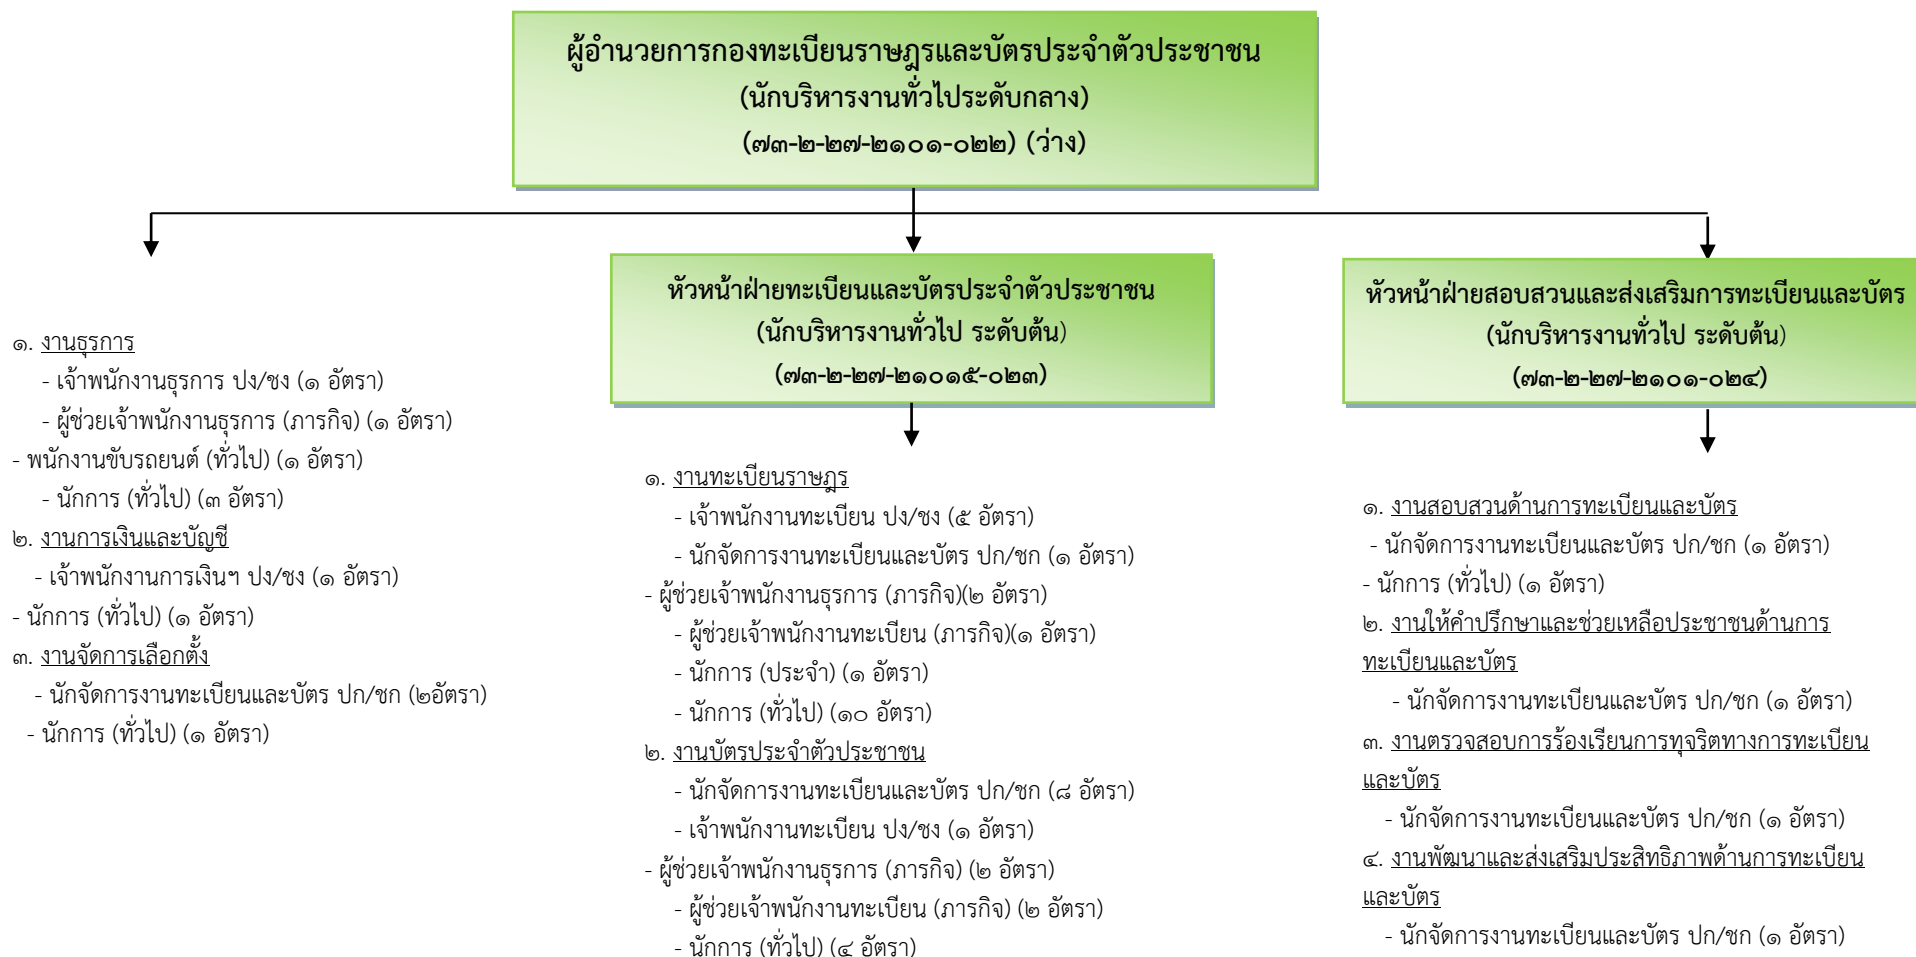 ผู้อำนวยการกองทะเบียนราษฎรและบัตรประจำตัวประชาชน
(นักบริหารงานทั่วไประดับกลาง)
(๗๓-๒-๒๗-๒๑๐๑-๐๒๒) (ว่าง)
๑. งานธุรการ
- เจ้าพนักงานธุรการ ปง/ชง (๑ อัตรา)
- ผู้ช่วยเจ้าพนักงานธุรการ (ภารกิจ) (๑ อัตรา)
- พนักงานขับรถยนต์ (ทั่วไป) (๑ อัตรา)
- นักการ (ทั่วไป) (๓ อัตรา)
๒. งานการเงินและบัญชี
- เจ้าพนักงานการเงินฯ ปง/ชง (๑ อัตรา)
- นักการ (ทั่วไป) (๑ อัตรา)
๓. งานจัดการเลือกตั้ง
- นักจัดการงานทะเบียนและบัตร ปก/ชก (๒อัตรา)
- นักการ (ทั่วไป) (๑ อัตรา)
หัวหน้าฝ่ายทะเบียนและบัตรประจำตัวประชาชน
(นักบริหารงานทั่วไป ระดับต้น)
(๗๓-๒-๒๗-๒๑๐๑๕-๐๒๓)
๑. งานทะเบียนราษฎร
- เจ้าพนักงานทะเบียน ปง/ชง (๕ อัตรา)
- นักจัดการงานทะเบียนและบัตร ปก/ชก (๑ อัตรา)
- ผู้ช่วยเจ้าพนักงานธุรการ (ภารกิจ)(๒ อัตรา)
- ผู้ช่วยเจ้าพนักงานทะเบียน (ภารกิจ)(๑ อัตรา)
- นักการ (ประจำ) (๑ อัตรา)
- นักการ (ทั่วไป) (๑๐ อัตรา)
๒. งานบัตรประจำตัวประชาชน
- นักจัดการงานทะเบียนและบัตร ปก/ชก (๘ อัตรา)
- เจ้าพนักงานทะเบียน ปง/ชง (๑ อัตรา)
- ผู้ช่วยเจ้าพนักงานธุรการ (ภารกิจ) (๒ อัตรา)
- ผู้ช่วยเจ้าพนักงานทะเบียน (ภารกิจ) (๒ อัตรา)
- นักการ (ทั่วไป) (๔ อัตรา)
หัวหน้าฝ่ายสอบสวนและส่งเสริมการทะเบียนและบัตร
(นักบริหารงานทั่วไป ระดับต้น)
(๗๓-๒-๒๗-๒๑๐๑-๐๒๔)
๑. งานสอบสวนด้านการทะเบียนและบัตร
- นักจัดการงานทะเบียนและบัตร ปก/ชก (๑ อัตรา)
- นักการ (ทั่วไป) (๑ อัตรา)
๒. งานให้คำปรึกษาและช่วยเหลือประชาชนด้านการ
ทะเบียนและบัตร
- นักจัดการงานทะเบียนและบัตร ปก/ชก (๑ อัตรา)
๓. งานตรวจสอบการร้องเรียนการทุจริตทางการทะเบียน
และบัตร
- นักจัดการงานทะเบียนและบัตร ปก/ชก (๑ อัตรา)
๔. งานพัฒนาและส่งเสริมประสิทธิภาพด้านการทะเบียน
และบัตร
- นักจัดการงานทะเบียนและบัตร ปก/ชก (๑ อัตรา)